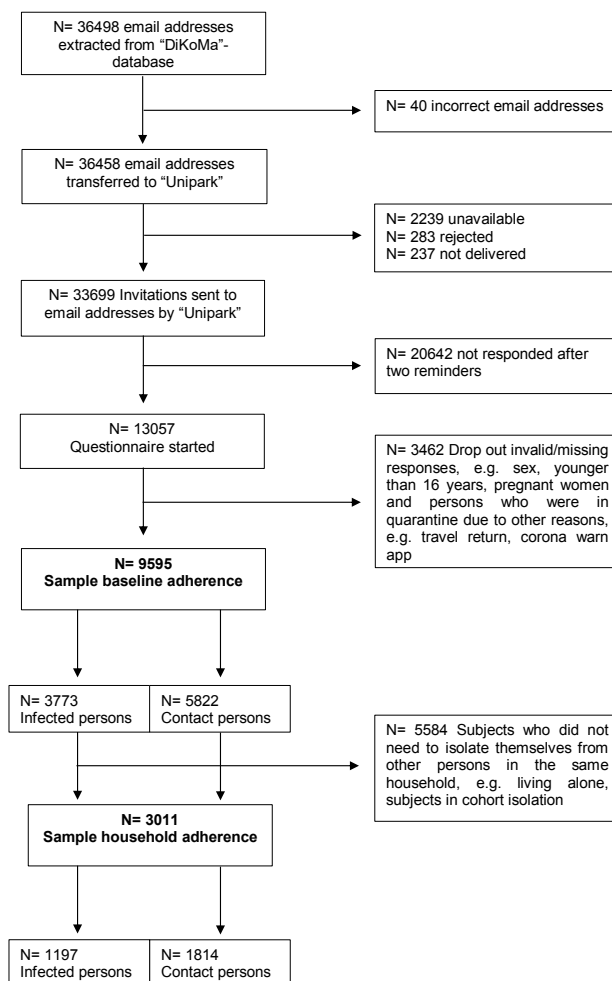 N= 36498 email addresses
extracted from “DiKoMa”-
database
N= 40 incorrect email addresses
N= 36458 email addresses
transferred to “Unipark”
N= 2239 unavailable
N= 283 rejected
N= 237 not delivered
N= 33699 Invitations sent to
email addresses by “Unipark”
N= 20642 not responded after
two reminders
N= 13057
Questionnaire started
N= 3462 Drop out invalid/missing
responses, e.g. sex, younger
than 16 years, pregnant women
and persons who were in
quarantine due to other reasons,
e.g. travel return, corona warn
app
N= 9595
Sample baseline adherence
N= 3773
Infected persons
N= 5822
Contact persons
N= 5584 Subjects who did not
need to isolate themselves from
other persons in the same
household, e.g. living alone,
subjects in cohort isolation
N= 3011
Sample household adherence
N= 1197
Infected persons
N= 1814
Contact persons